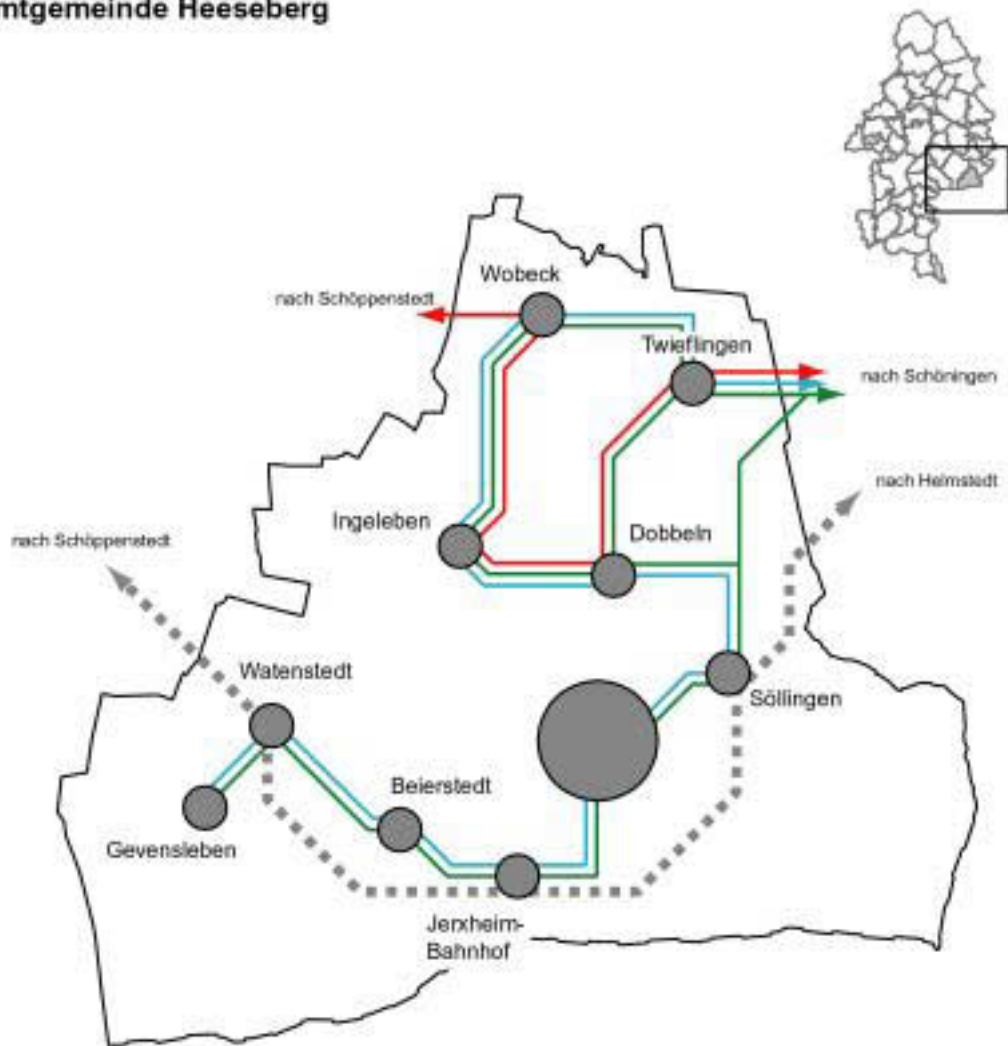 mtgemeinde Heeseberg
Wobeck
nach Schöppenstedt
Twieflingen
nach Schöningen
nach Helmstedt
Ingeleben
Dobbeln
nach Schöppenstedt
Watenstedt
Söllingen
Beierstedt
Gevensleben
Jerxheim-
Bahnhof